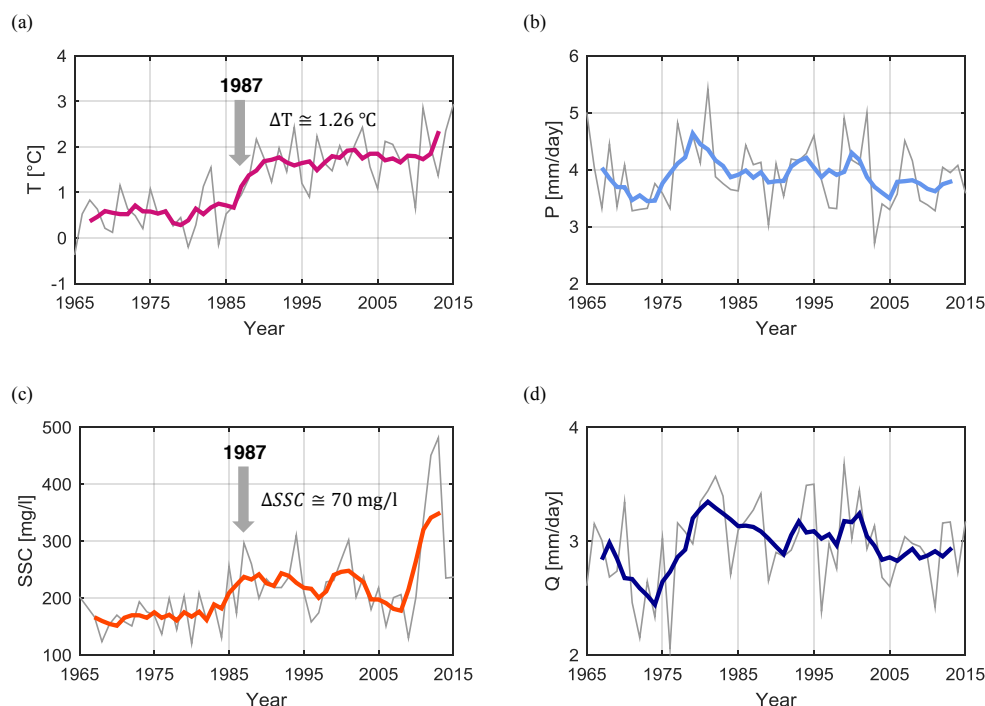 (a)
4
3
2
1
0
-1
T [°C]
1987
ΔT ≅ 1.26 °C
1965 1975 1985 1995 2005 2015
Year
(b)
6
5
4
3
2
P [mm/day]
1965 1975 1985 1995 2005 2015
Year
(c)
500
400
300
200
100
SSC [mg/l]
1987
ΔSSC ≅ 70 mg/l
1965 1975 1985 1995 2005 2015
Year
(d)
4
3
2
Q [mm/day]
1965 1975 1985 1995 2005 2015
Year